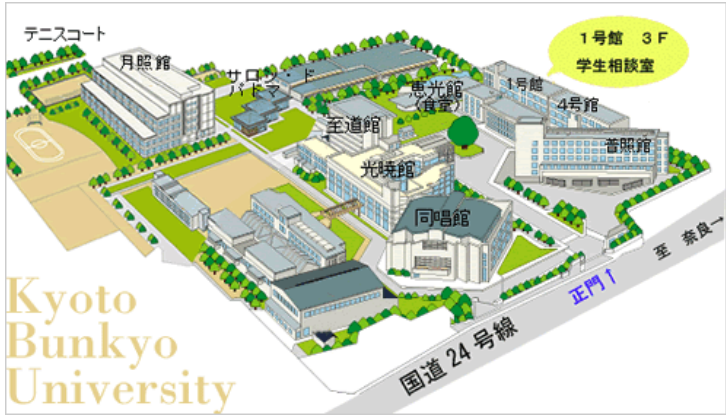 テニスコート
月照館
サロン・ド
パドマ
至道館
恵光館
(食堂)
1号館
4号館
1号館 3F
学生相談室
普照館
光暁館
同唱館
至 奈良→
正門↑
国道24号線
Kyoto
Bunkyo
University